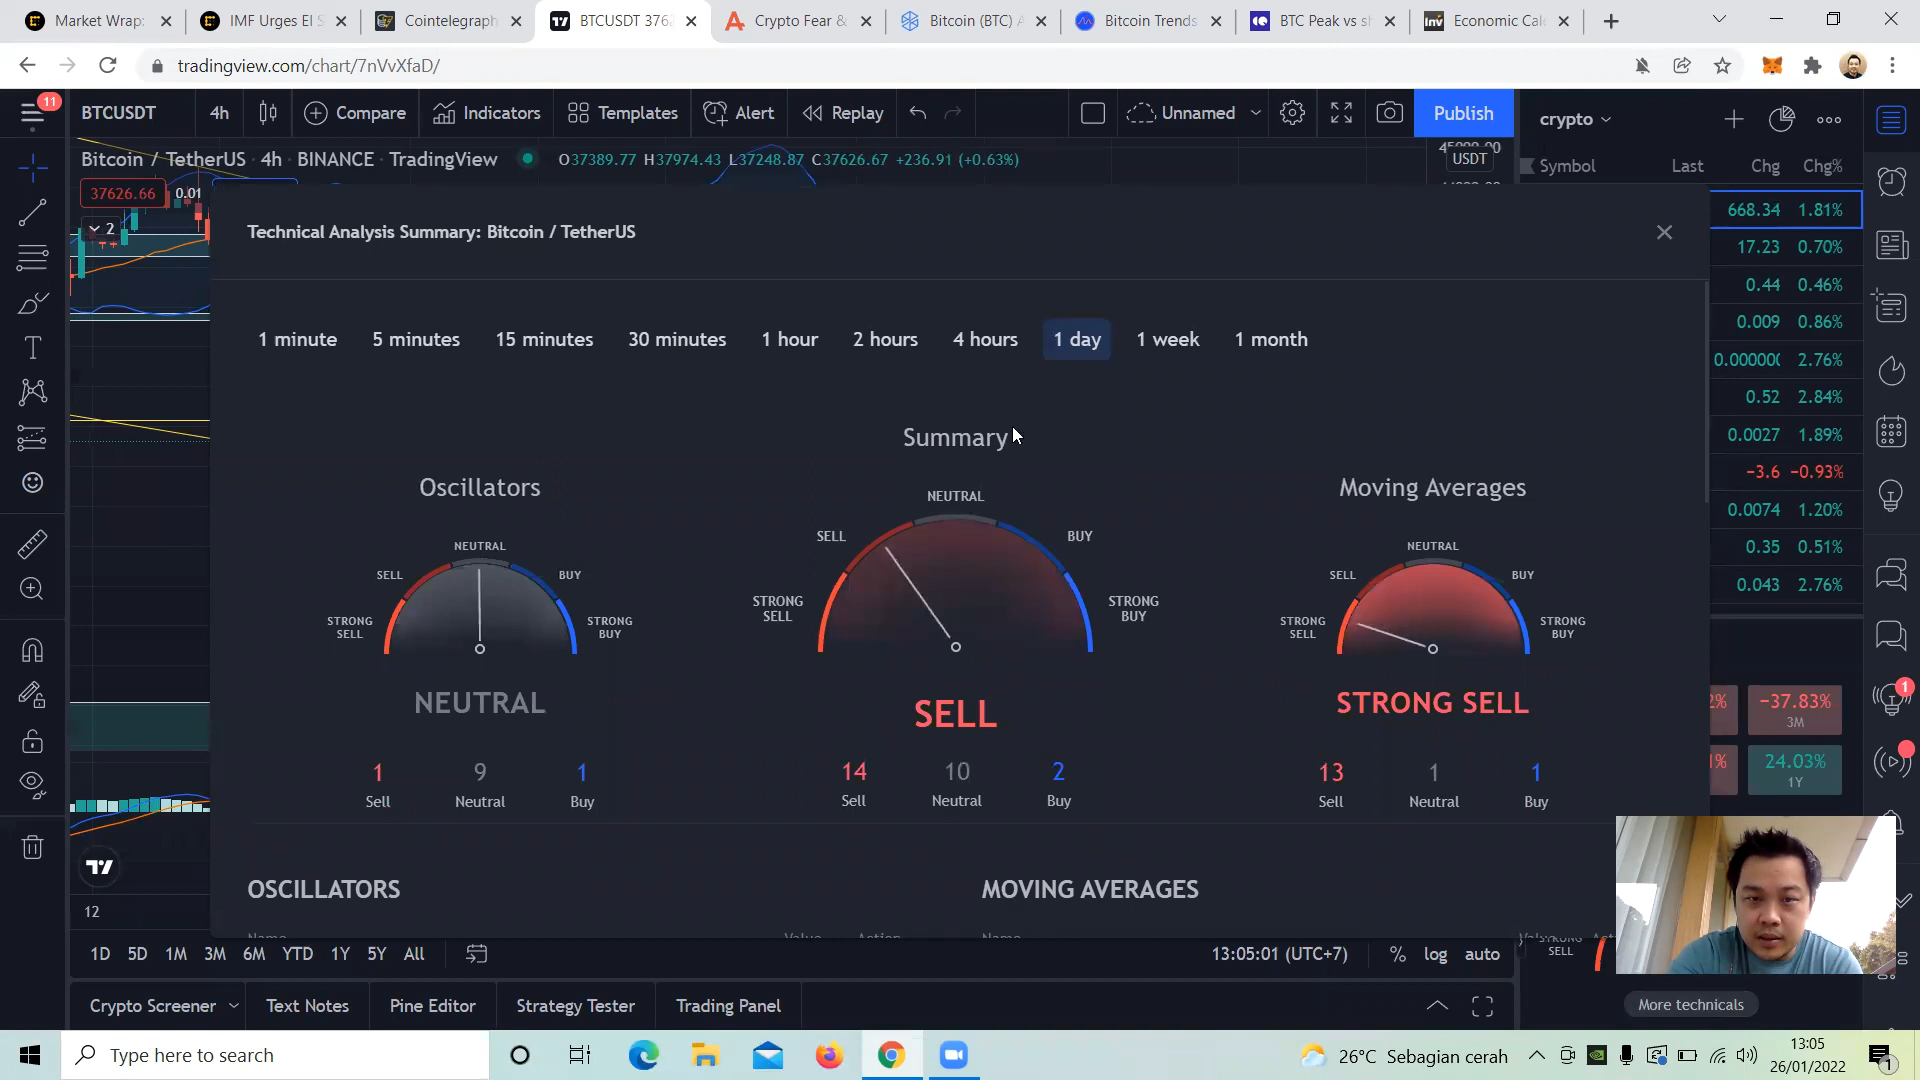 Market Wrap:
IMF Urges El S
Cointelegraph
BTCUSDT 3762
Crypto Fear &
Bitcoin (BTC) A
Bitcoin Trends
BTC Peak vs sh
Economic Cale
tradingview.com/chart/7nVvXfaD/
11
BTCUSDT
4h
Compare
Indicators
Templates
Alert
Replay
Unnamed
Publish
crypto
Bitcoin / TetherUS · 4h · BINANCE · TradingView
O37389.77 H37974.43 L37248.87 C37626.67 +236.91 (+0.63%)
USDT
Symbol
Last
Chg
Chg%
37626.66
0.01
2
Technical Analysis Summary: Bitcoin / TetherUS
668.34 1.81%
17.23 0.70%
0.44 0.46%
0.009 0.86%
0.000000 2.76%
0.52 2.84%
0.0027 1.89%
−3.6 −0.93%
0.0074 1.20%
0.35 0.51%
0.043 2.76%
1 minute
5 minutes
15 minutes
30 minutes
1 hour
2 hours
4 hours
1 day
1 week
1 month
Summary
Oscillators
Moving Averages
NEUTRAL
SELL
BUY
STRONG SELL
STRONG BUY
NEUTRAL
SELL
BUY
STRONG SELL
STRONG BUY
NEUTRAL
SELL
BUY
STRONG SELL
STRONG BUY
NEUTRAL
SELL
STRONG SELL
1
Sell
9
Neutral
1
Buy
14
Sell
10
Neutral
2
Buy
13
Sell
1
Neutral
1
Buy
−37.83%
3M
24.03%
1Y
1
OSCILLATORS
MOVING AVERAGES
12
1D 5D 1M 3M 6M YTD 1Y 5Y All
13:05:01 (UTC+7)
%
log
auto
STRONG
SELL
Crypto Screener
Text Notes
Pine Editor
Strategy Tester
Trading Panel
More technicals
Type here to search
26°C Sebagian cerah
13:05
26/01/2022
1